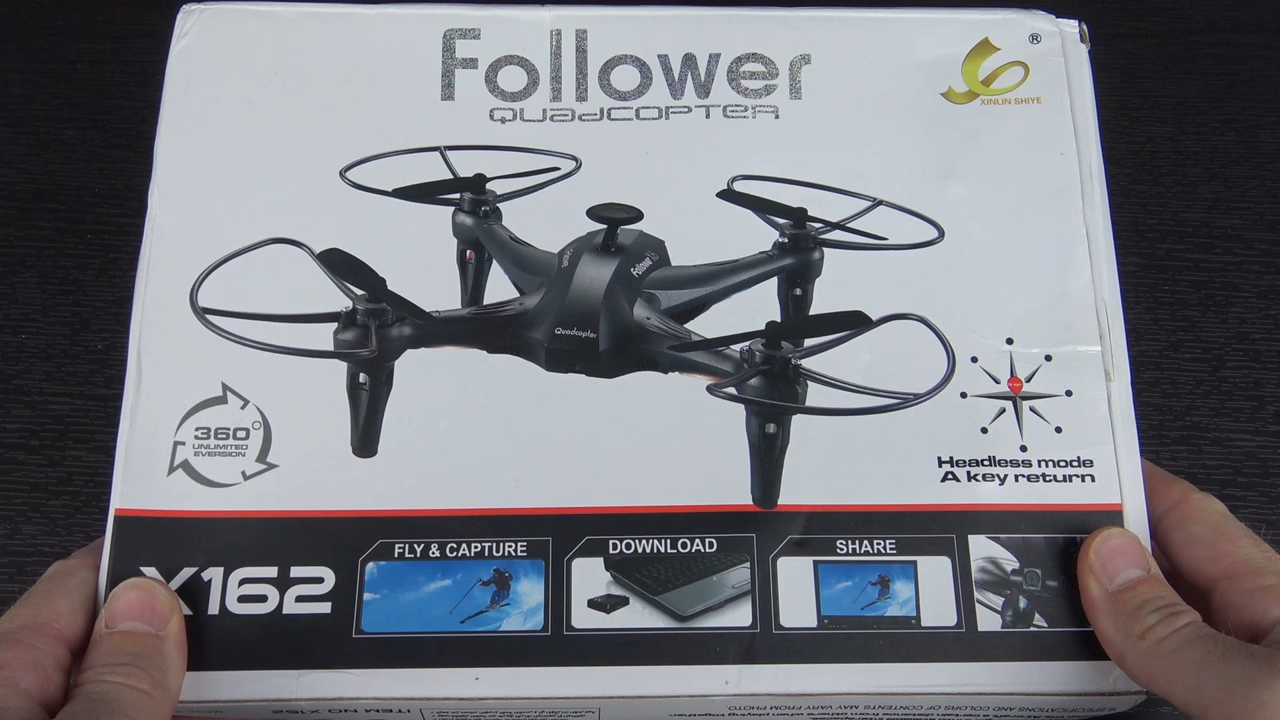 Follower
QUADCOPTER
®
XINLIN SHIYE
Follower X6
Quadcopter
360°
UNLIMITED
EVERSION
Headless mode
A key return
X162
FLY & CAPTURE
DOWNLOAD
SHARE
ITEM NO X162
SPECIFICATIONS AND COLORS OF CONTENTS MAY VARY FROM PHOTO.